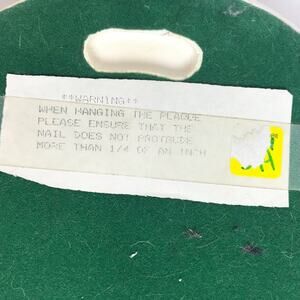 **WARNING**
WHEN HANGING THE PLAQUE
PLEASE ENSURE THAT THE
NAIL DOES NOT PROTRUDE
MORE THAN 1/4 OF AN INCH